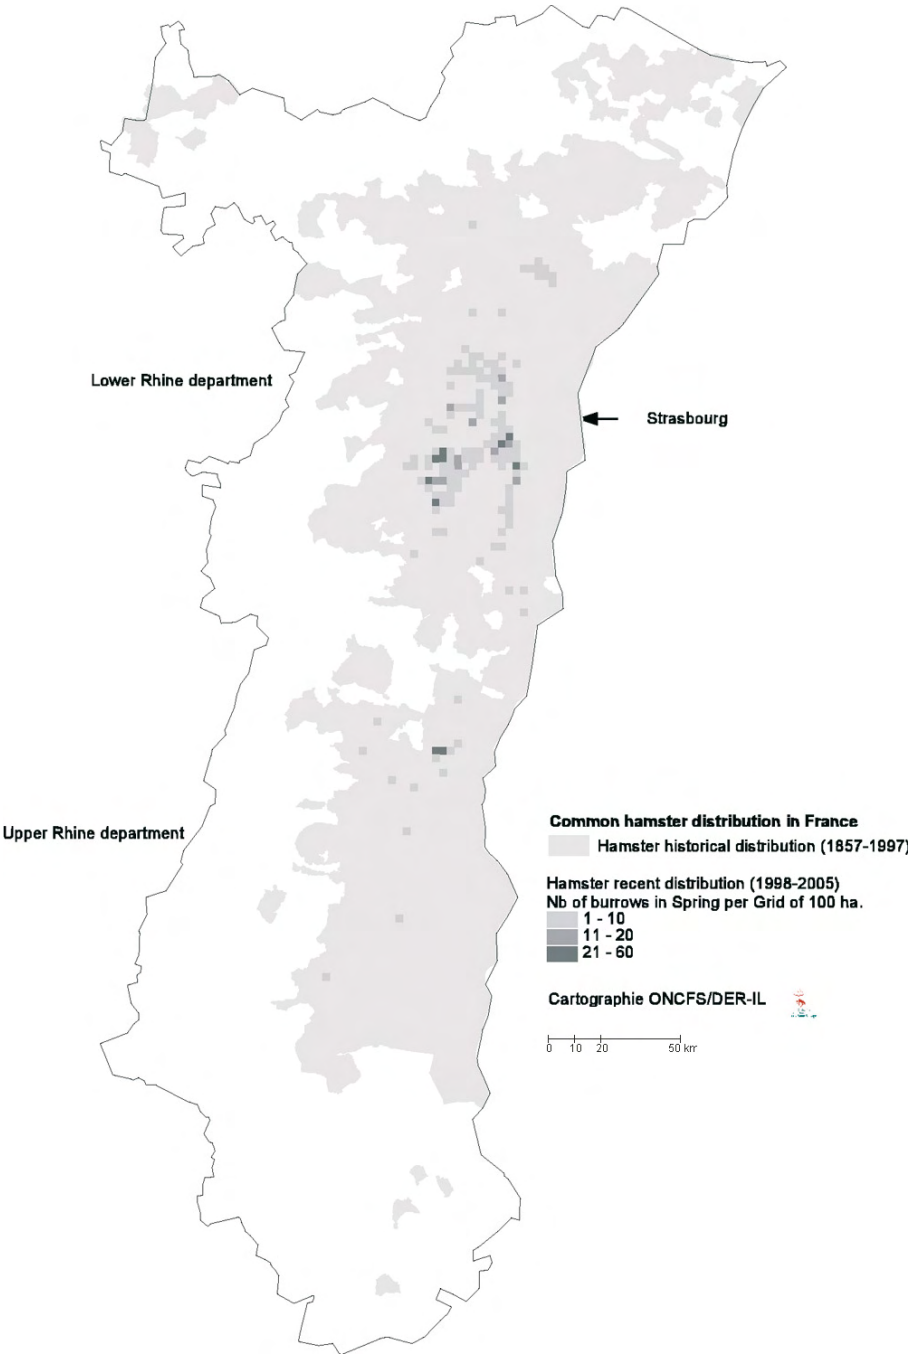 Lower Rhine department
Strasbourg
Upper Rhine department
Common hamster distribution in France
Hamster historical distribution (1857-1997)
Hamster recent distribution (1998-2005)
Nb of burrows in Spring per Grid of 100 ha.
1 - 10
11 - 20
21 - 60
Cartographie ONCFS/DER-IL
0 10 20 50 km